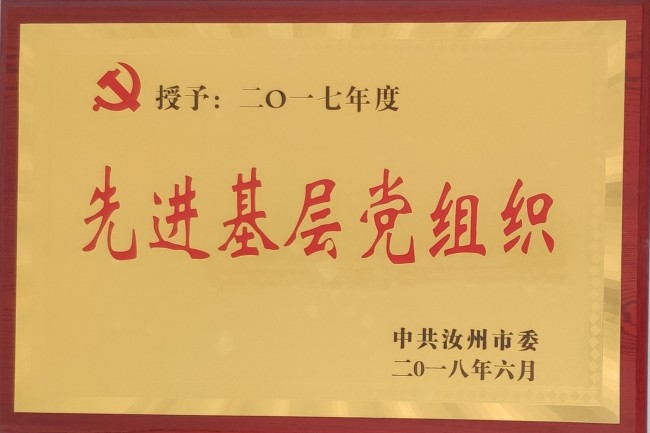 授予：二〇一七年度
先进基层党组织
中共汝州市委
二〇一八年六月